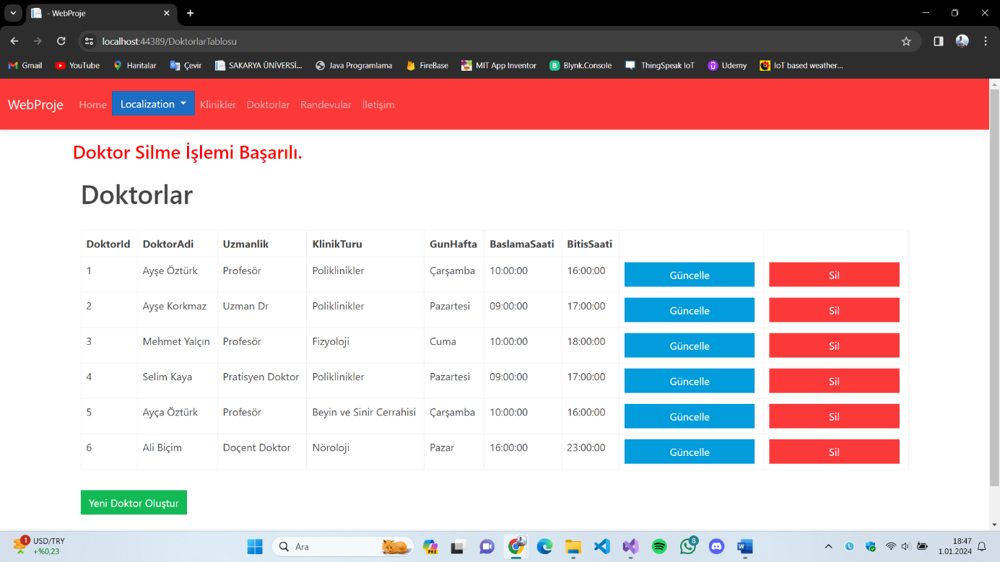 - WebProje
localhost:44389/DoktorlarTablosu
Gmail YouTube Haritalar Çevir SAKARYA ÜNİVERSİ... Java Programlama FireBase MIT App Inventor Blynk.Console ThingSpeak IoT Udemy IoT based weather...
WebProje Home Localization Klinikler Doktorlar Randevular İletişim
Doktor Silme İşlemi Başarılı.
Doktorlar
DoktorId DoktorAdi Uzmanlik KlinikTuru GunHafta BaslamaSaati BitisSaati
1 Ayşe Öztürk Profesör Poliklinikler Çarşamba 10:00:00 16:00:00 Güncelle Sil
2 Ayşe Korkmaz Uzman Dr Poliklinikler Pazartesi 09:00:00 17:00:00 Güncelle Sil
3 Mehmet Yalçın Profesör Fizyoloji Cuma 10:00:00 18:00:00 Güncelle Sil
4 Selim Kaya Pratisyen Doktor Poliklinikler Pazartesi 09:00:00 17:00:00 Güncelle Sil
5 Ayça Öztürk Profesör Beyin ve Sinir Cerrahisi Çarşamba 10:00:00 16:00:00 Güncelle Sil
6 Ali Biçim Doçent Doktor Nöroloji Pazar 16:00:00 23:00:00 Güncelle Sil
Yeni Doktor Oluştur
1 USD/TRY
+%0,23
Ara
PRE
8
18:47
1.01.2024